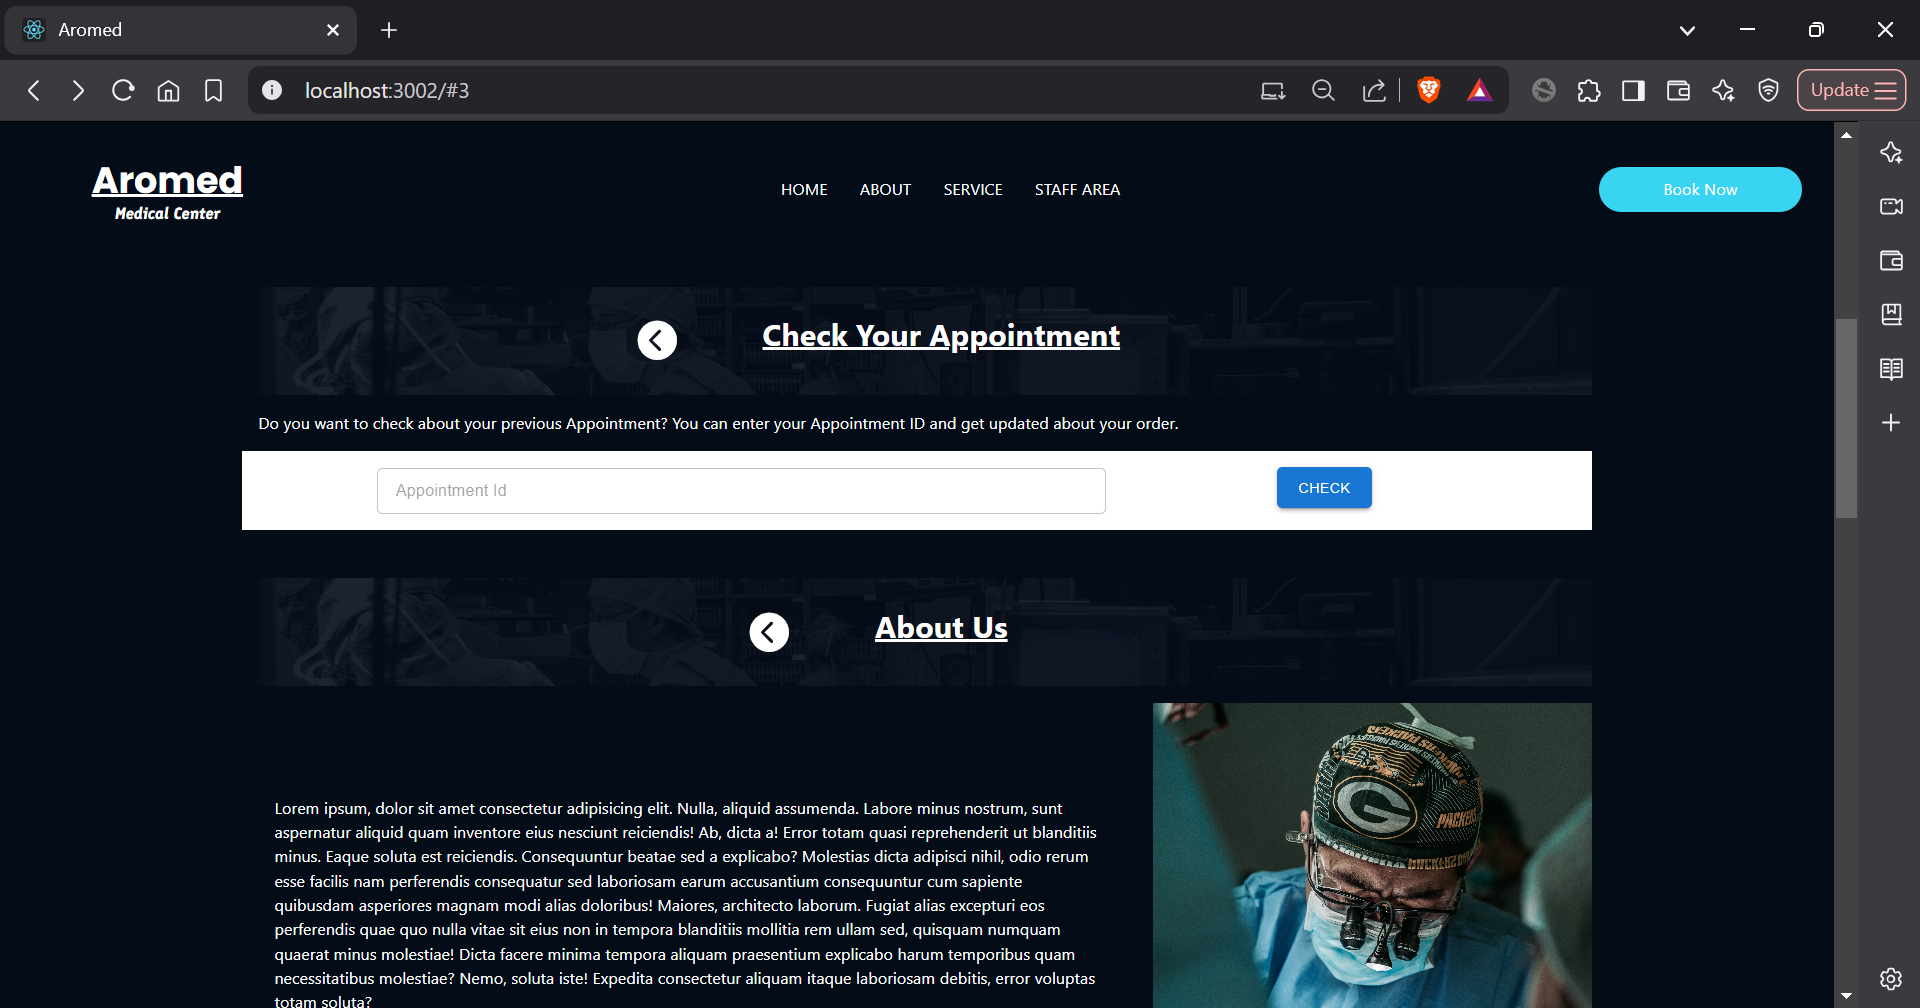 Aromed
localhost:3002/#3
Update
Aromed
Medical Center
HOME ABOUT SERVICE STAFF AREA
Book Now
Check Your Appointment
Do you want to check about your previous Appointment? You can enter your Appointment ID and get updated about your order.
Appointment Id
CHECK
About Us
Lorem ipsum, dolor sit amet consectetur adipisicing elit. Nulla, aliquid assumenda. Labore minus nostrum, sunt
aspernatur aliquid quam inventore eius nesciunt reiciendis! Ab, dicta a! Error totam quasi reprehenderit ut blanditiis
minus. Eaque soluta est reiciendis. Consequuntur beatae sed a explicabo? Molestias dicta adipisci nihil, odio rerum
esse facilis nam perferendis consequatur sed laboriosam earum accusantium consequuntur cum sapiente
quibusdam asperiores magnam modi alias doloribus! Maiores, architecto laborum. Fugiat alias excepturi eos
perferendis quae quo nulla vitae sit eius non in tempora blanditiis mollitia rem ullam sed, quisquam numquam
quaerat minus molestiae! Dicta facere minima tempora aliquam praesentium explicabo harum temporibus quam
necessitatibus molestiae? Nemo, soluta iste! Expedita consectetur aliquam itaque laboriosam debitis, error voluptas
totam soluta?
G
PACKERS